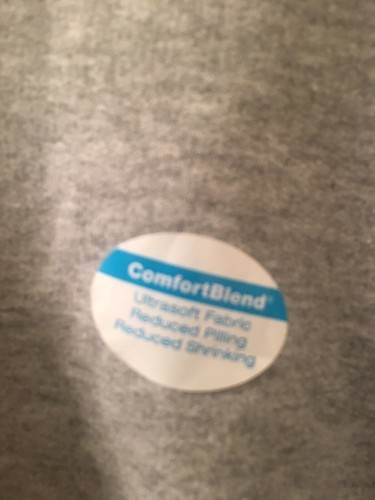 ComfortBlend®
Ultrasoft Fabric
Reduced Pilling
Reduced Shrinking